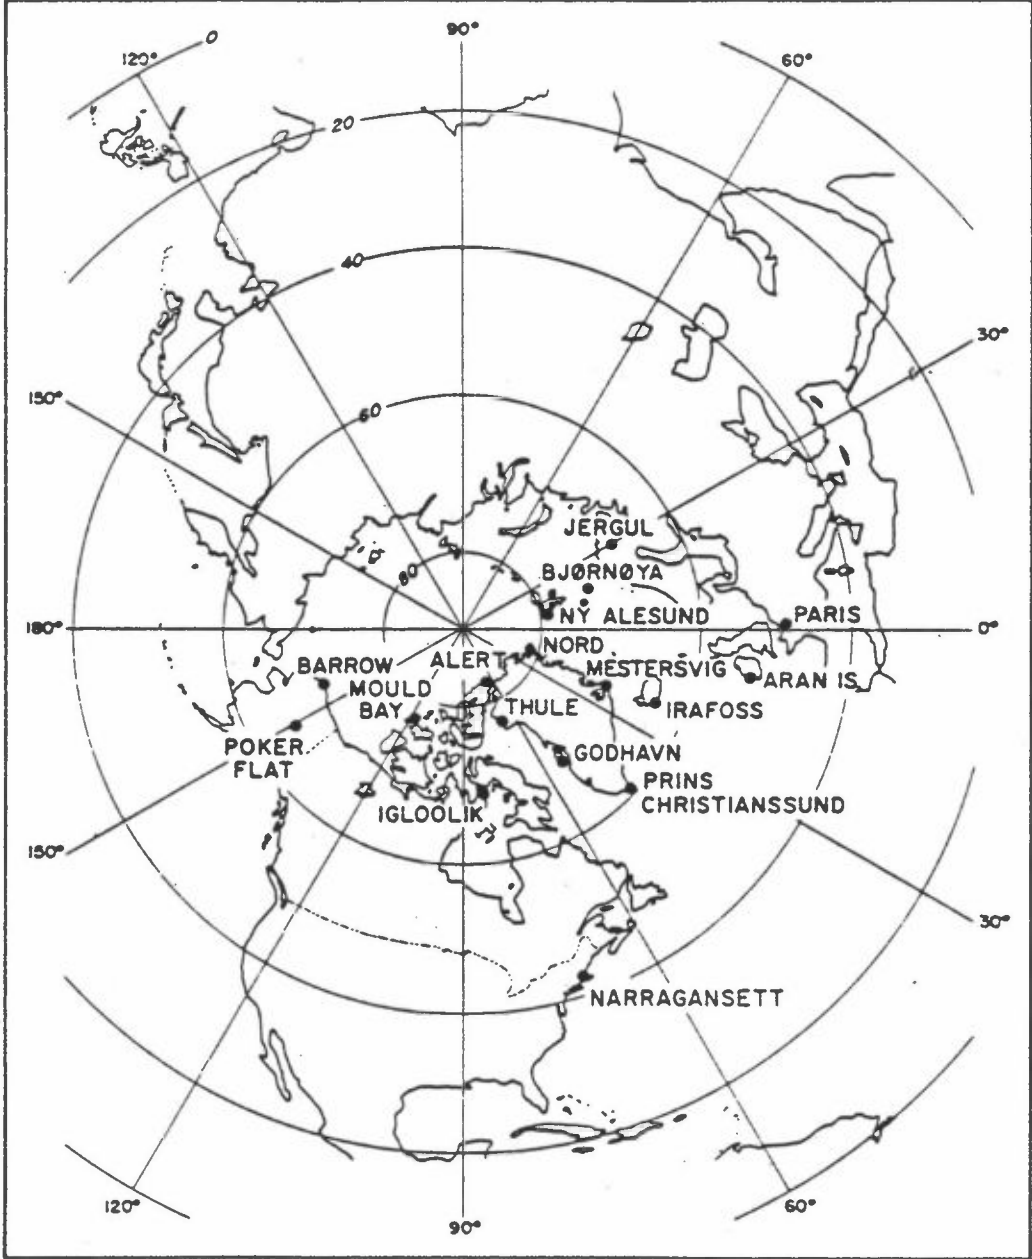 90°
0
120°
60°
20
40
30°
150°
60
JERGUL
80
BJØRNØYA
NY ALESUND
PARIS
180°
0°
NORD
ALERT
BARROW
MESTERSVIG
ARAN IS.
MOULD
BAY
THULE
IRAFOSS
POKER
FLAT
GODHAVN
PRINS
CHRISTIANSSUND
IGLOOLIK
150°
30°
NARRAGANSETT
120°
60°
90°